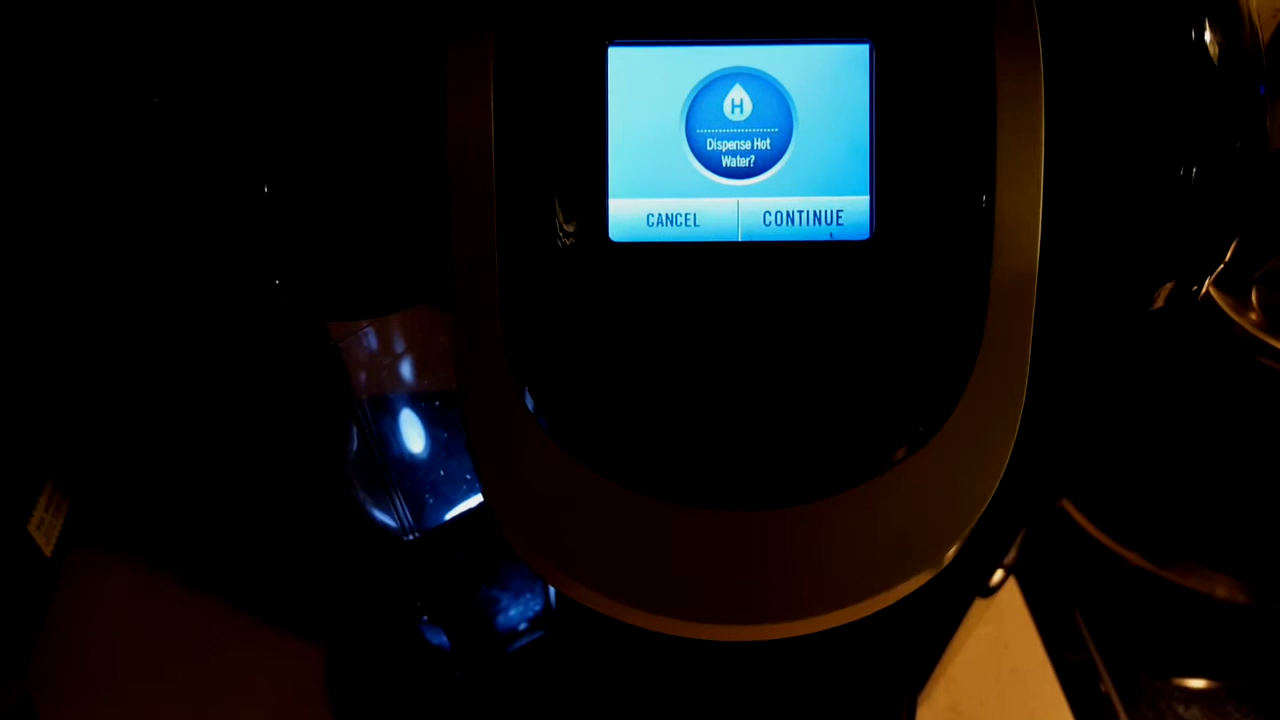 H
Dispense Hot
Water?
CANCEL
CONTINUE